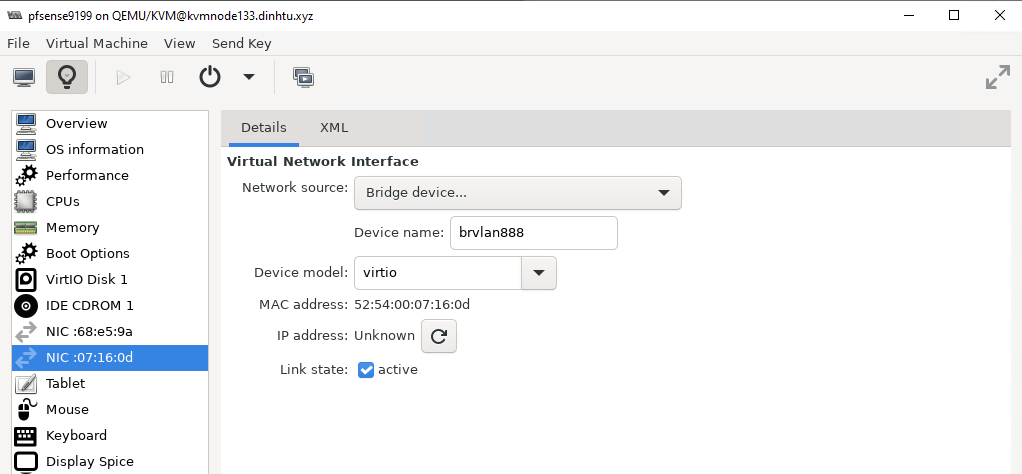 pfsense9199 on QEMU/KVM@kvmnode133.dinhtu.xyz
File Virtual Machine View Send Key
Overview
OS information
Performance
CPUs
Memory
Boot Options
VirtIO Disk 1
IDE CDROM 1
NIC :68:e5:9a
NIC :07:16:0d
Tablet
Mouse
Keyboard
Display Spice
Details XML
Virtual Network Interface
Network source: Bridge device...
Device name: brvlan888
Device model: virtio
MAC address: 52:54:00:07:16:0d
IP address: Unknown
Link state: active